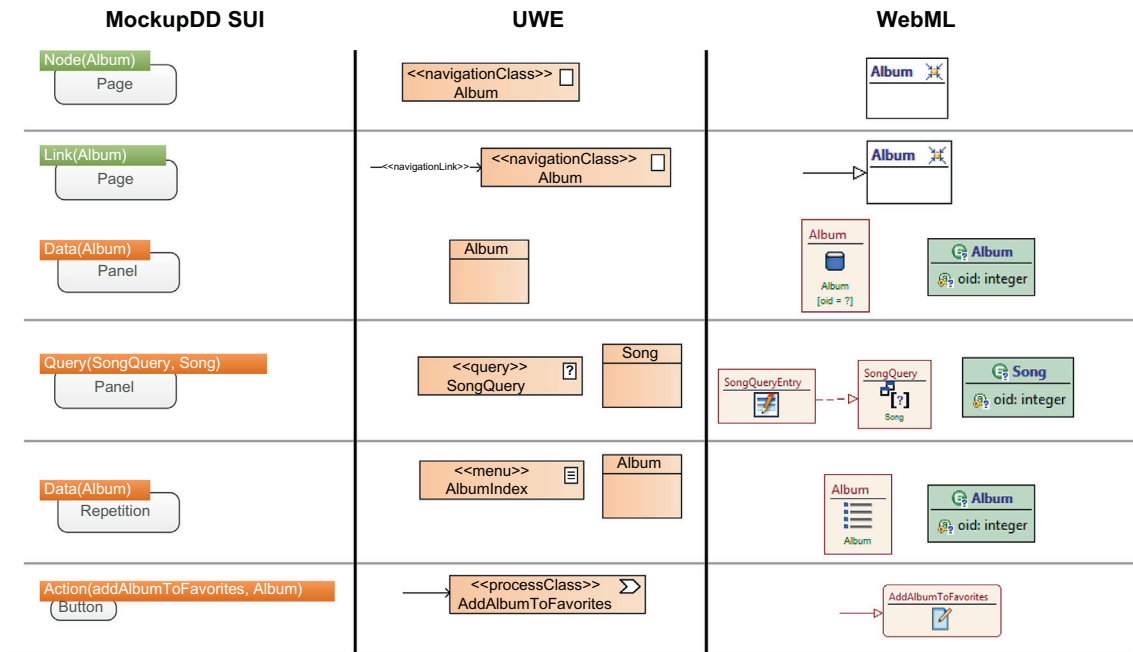 MockupDD SUI
UWE
WebML
Node(Album)
Page
<<navigationClass>>
Album
Album
Link(Album)
Page
<<navigationLink>>
<<navigationClass>>
Album
Album
Data(Album)
Panel
Album
Album
Album
[oid = ?]
Album
oid: integer
Query(SongQuery, Song)
Panel
<<query>>
SongQuery
?
Song
SongQueryEntry
SongQuery
[?]
Song
Song
oid: integer
Data(Album)
Repetition
<<menu>>
AlbumIndex
Album
Album
Album
Album
oid: integer
Action(addAlbumToFavorites, Album)
Button
<<processClass>>
AddAlbumToFavorites
AddAlbumToFavorites